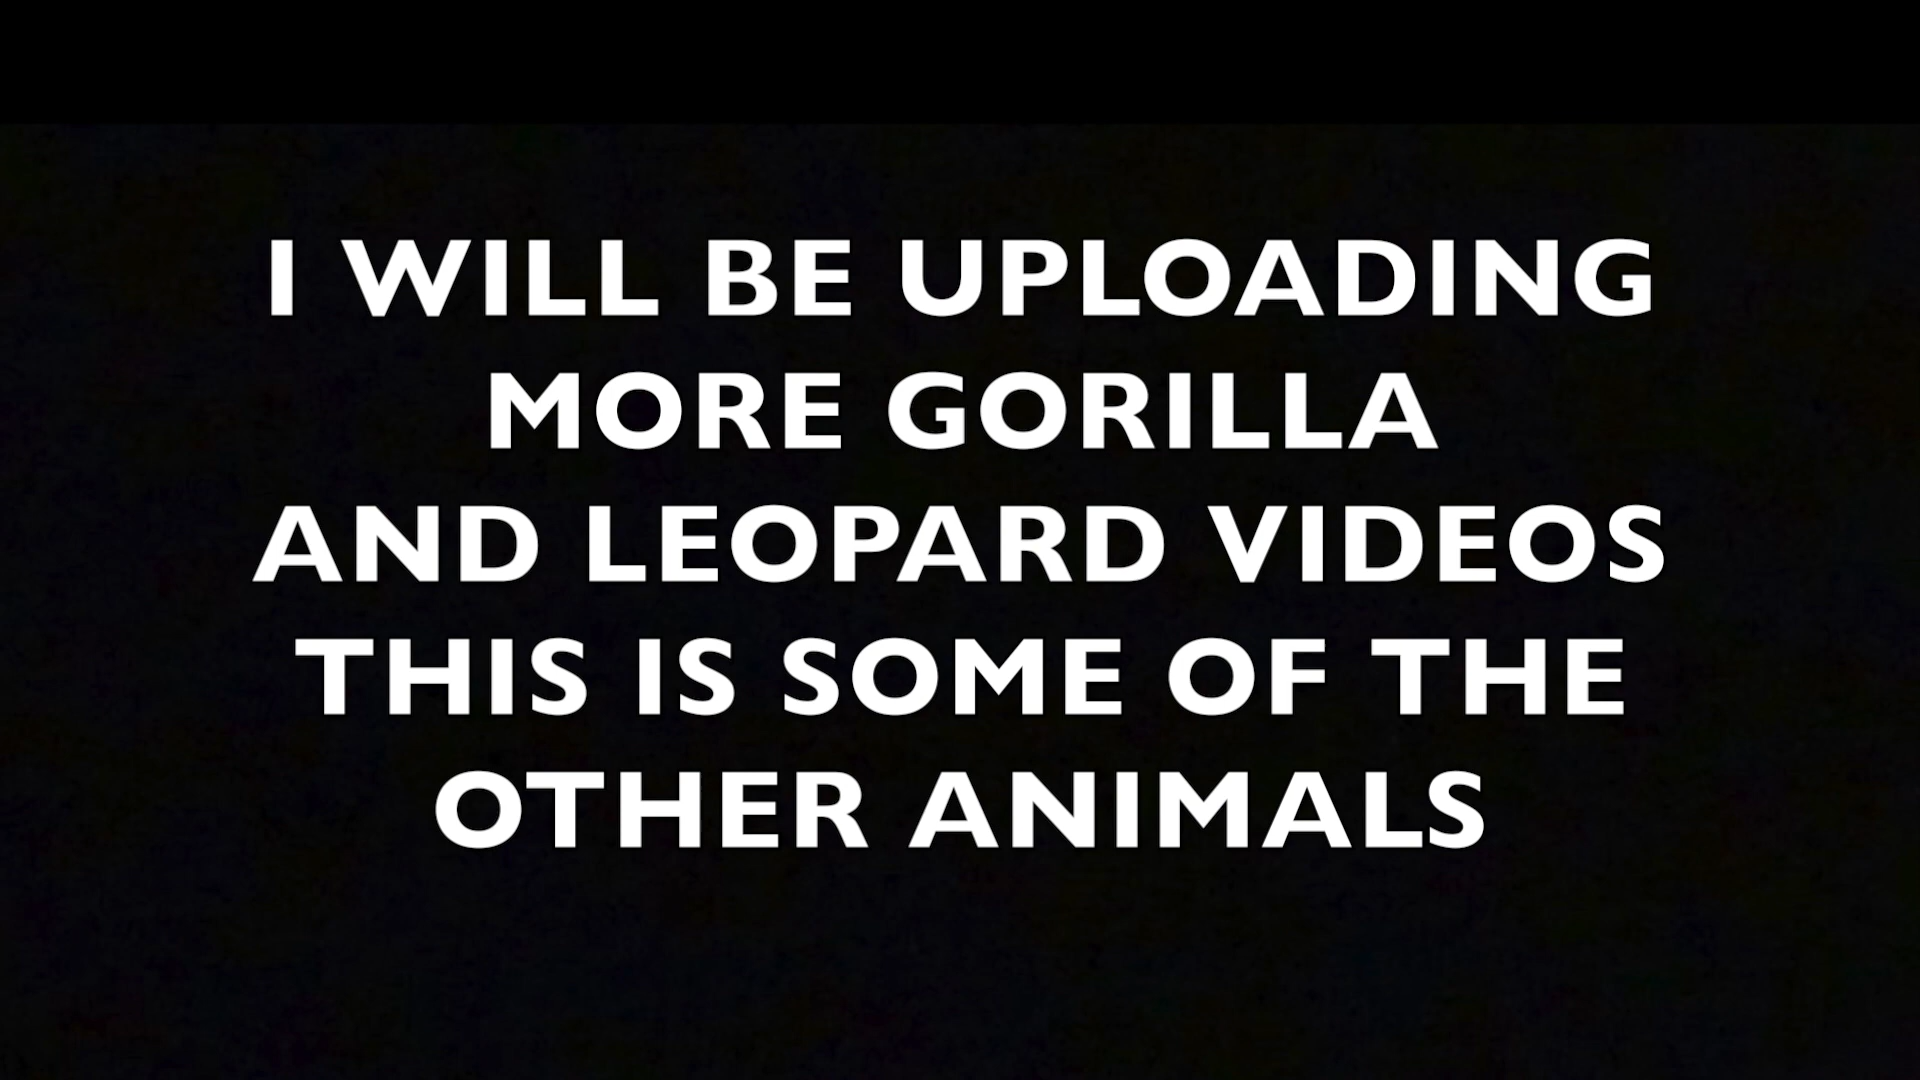 I WILL BE UPLOADING
MORE GORILLA
AND LEOPARD VIDEOS
THIS IS SOME OF THE
OTHER ANIMALS